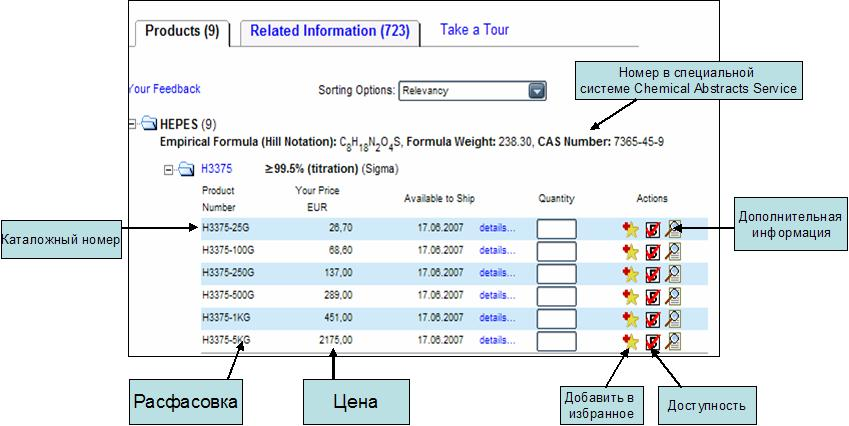 Products (9) Related Information (723) Take a Tour
Номер в специальной
системе Chemical Abstracts Service
Your Feedback Sorting Options: Relevancy
HEPES (9)
Empirical Formula (Hill Notation): C8H18N2O4S, Formula Weight: 238.30, CAS Number: 7365-45-9
H3375 ≥99.5% (titration) (Sigma)
Product Your Price Available to Ship Quantity Actions
Number EUR
H3375-25G 26,70 17.06.2007 details...
H3375-100G 68,60 17.06.2007 details...
H3375-250G 137,00 17.06.2007 details...
H3375-500G 289,00 17.06.2007 details...
H3375-1KG 451,00 17.06.2007 details...
H3375-5KG 2175,00 17.06.2007 details...
Каталожный номер
Дополнительная
информация
Расфасовка
Цена
Добавить в
избранное
Доступность